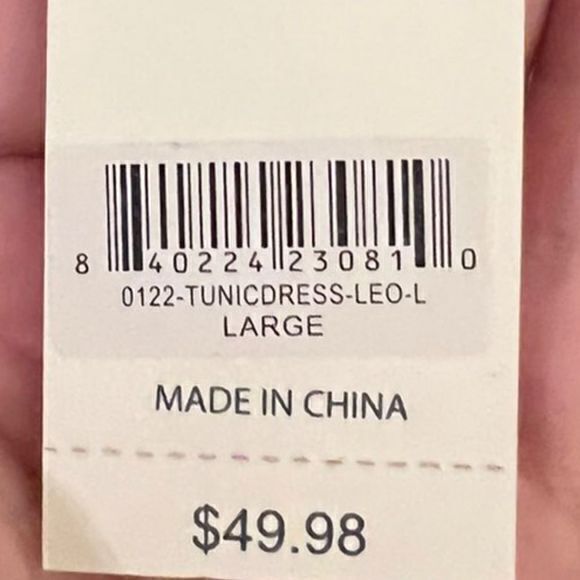 8 40224 23081 0
0122-TUNICDRESS-LEO-L
LARGE
MADE IN CHINA
$49.98